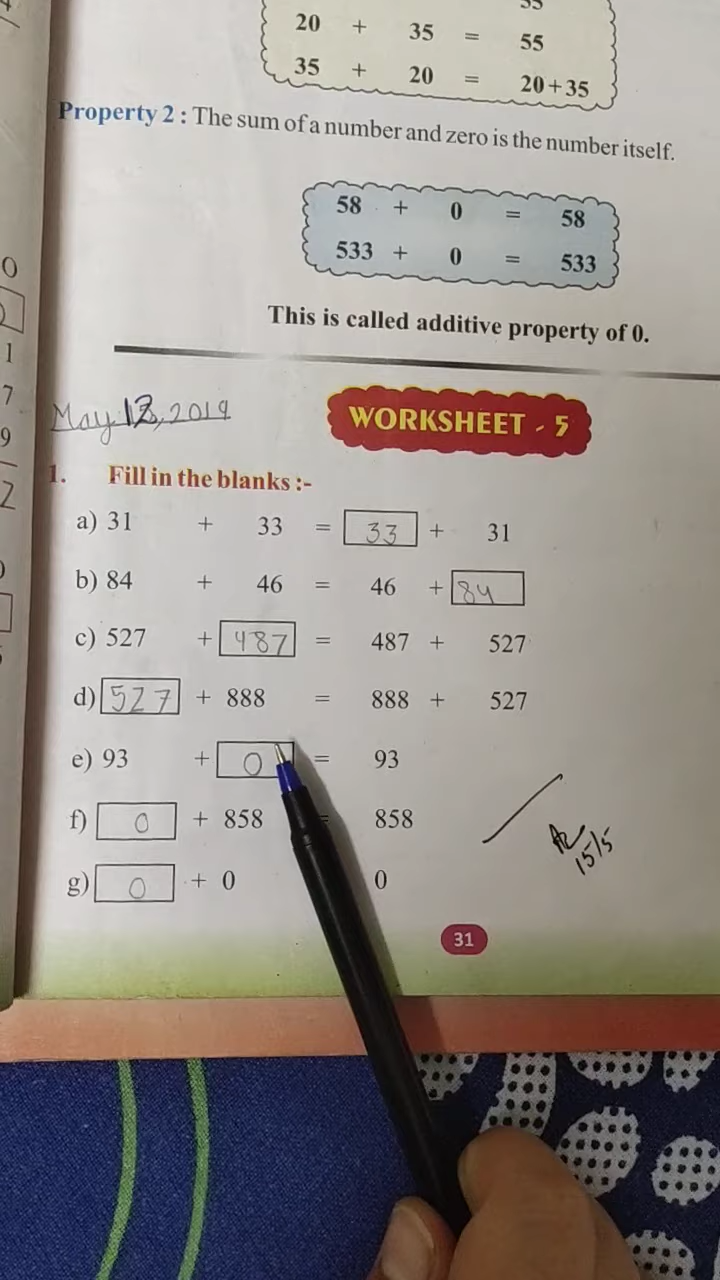 20 + 35 = 55
35 + 20 = 20+35
Property 2 : The sum of a number and zero is the number itself.
58 + 0 = 58
533 + 0 = 533
This is called additive property of 0.
May 13, 2019
WORKSHEET - 5
1. Fill in the blanks :-
a) 31 + 33 = 33 + 31
b) 84 + 46 = 46 + 84
c) 527 + 487 = 487 + 527
d) 527 + 888 = 888 + 527
e) 93 + 0 = 93
f) 0 + 858 = 858
g) 0 + 0 0
15/5
31